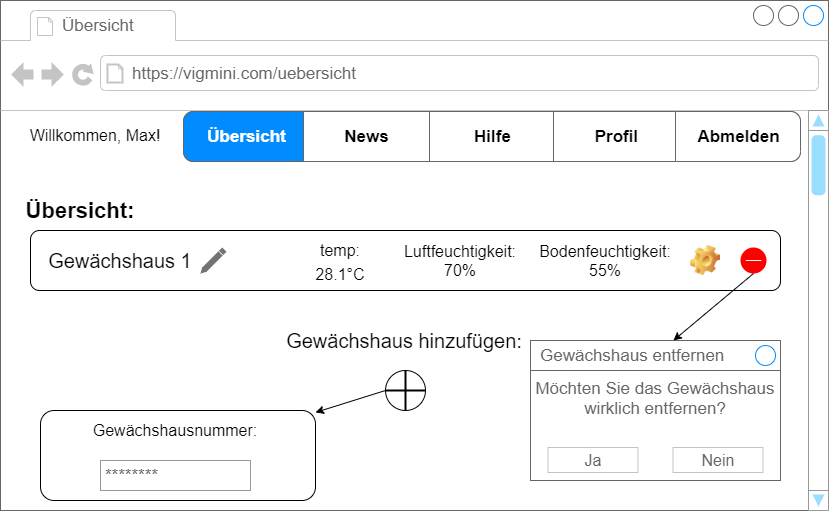 Übersicht
https://vigmini.com/uebersicht
Willkommen, Max!
Übersicht
News
Hilfe
Profil
Abmelden
Übersicht:
Gewächshaus 1
temp:
28.1°C
Luftfeuchtigkeit:
70%
Bodenfeuchtigkeit:
55%
Gewächshaus hinzufügen:
Gewächshaus entfernen
Möchten Sie das Gewächshaus
wirklich entfernen?
Ja
Nein
Gewächshausnummer:
********